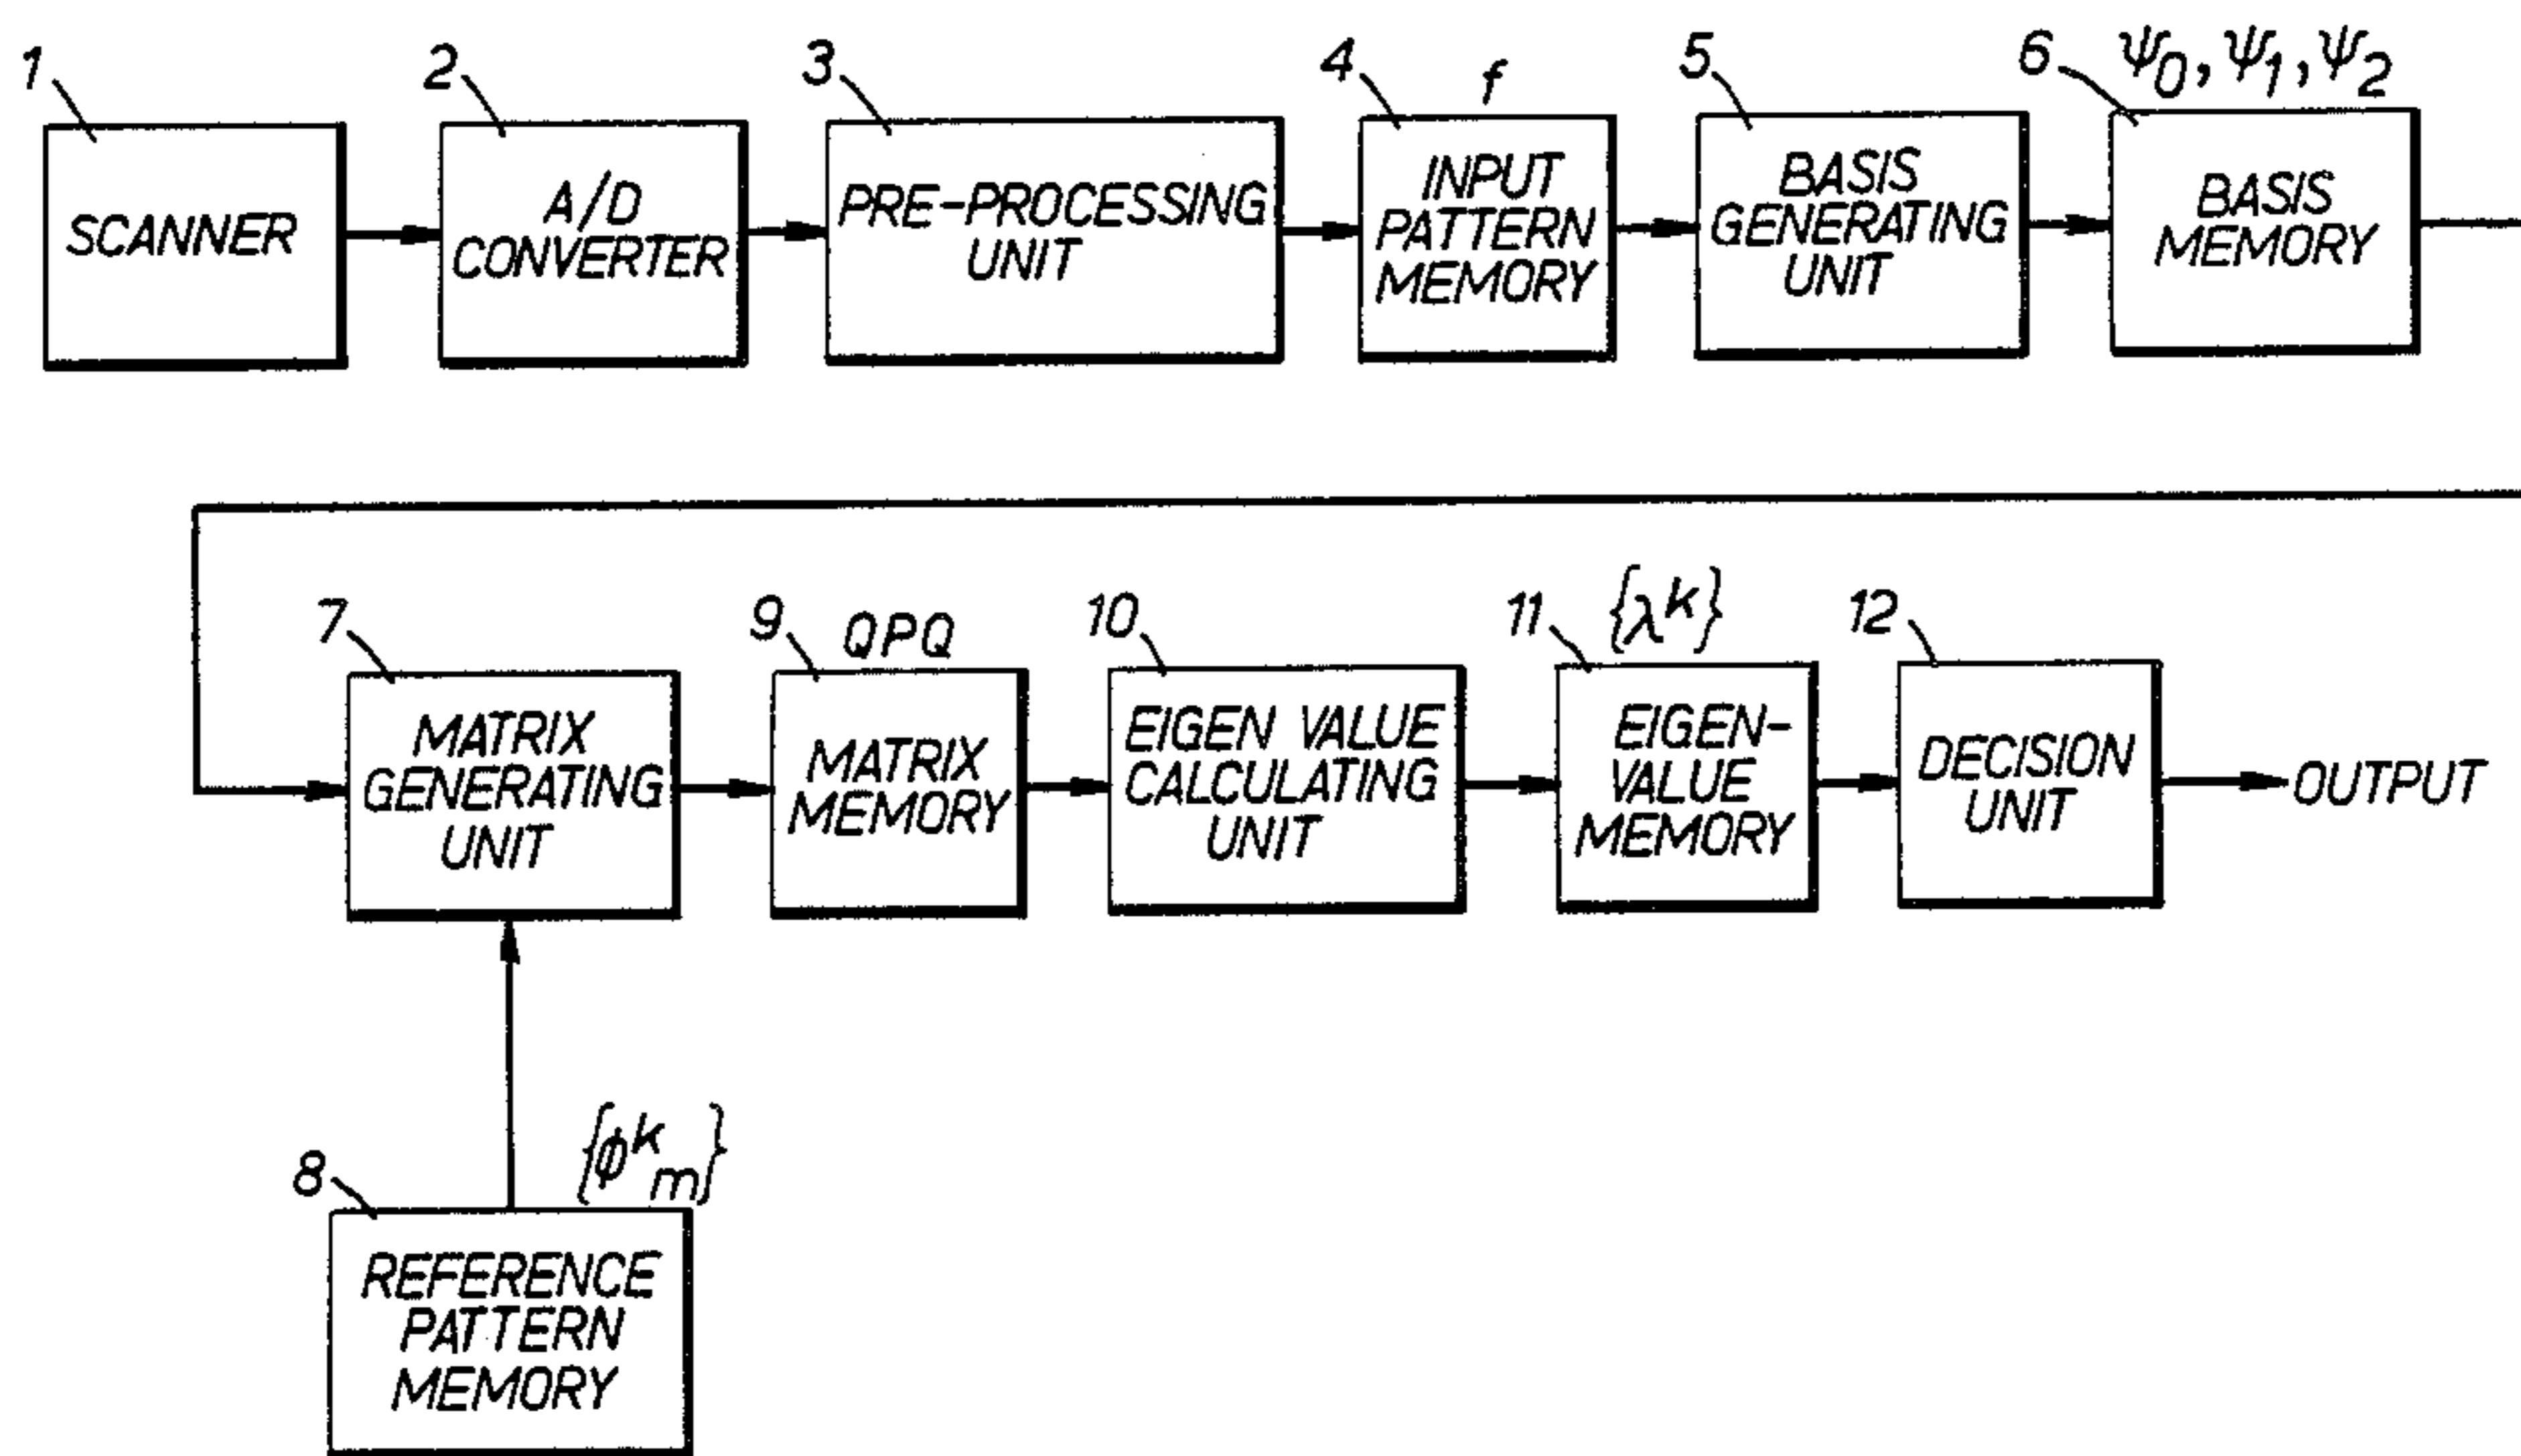 1
SCANNER
2
A/D
CONVERTER
3
PRE-PROCESSING
UNIT
4
f
INPUT
PATTERN
MEMORY
5
BASIS
GENERATING
UNIT
6
ψ0, ψ1, ψ2
BASIS
MEMORY
7
MATRIX
GENERATING
UNIT
9
QPQ
MATRIX
MEMORY
10
EIGEN VALUE
CALCULATING
UNIT
11
{λ^k}
EIGEN-
VALUE
MEMORY
12
DECISION
UNIT
OUTPUT
8
{ϕ^k_m}
REFERENCE
PATTERN
MEMORY